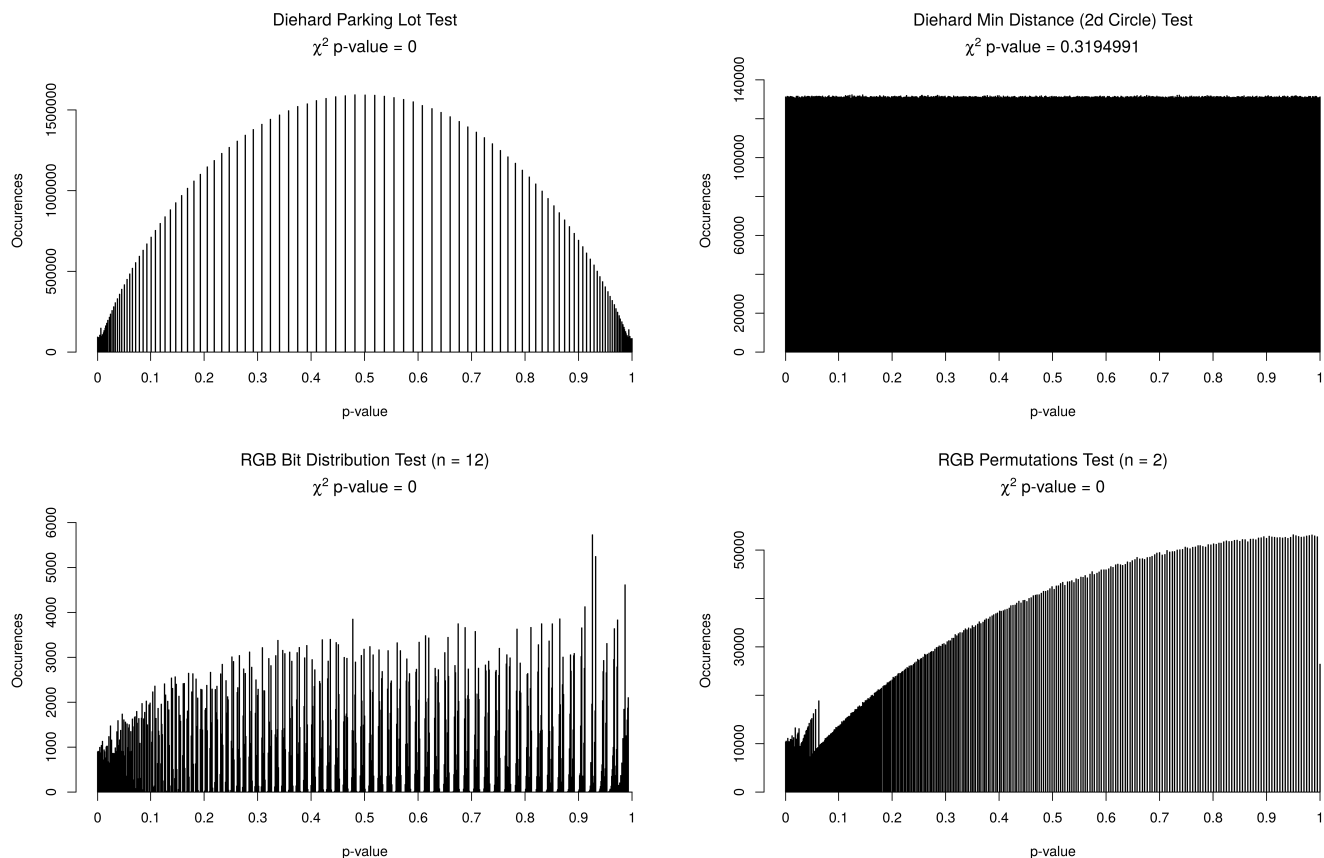 Diehard Parking Lot Test
χ² p-value = 0
Occurences
1500000
1000000
500000
0
0 0.1 0.2 0.3 0.4 0.5 0.6 0.7 0.8 0.9 1
p-value
Diehard Min Distance (2d Circle) Test
χ² p-value = 0.3194991
Occurences
140000
100000
60000
20000
0
0 0.1 0.2 0.3 0.4 0.5 0.6 0.7 0.8 0.9 1
p-value
RGB Bit Distribution Test (n = 12)
χ² p-value = 0
Occurences
6000
5000
4000
3000
2000
1000
0
0 0.1 0.2 0.3 0.4 0.5 0.6 0.7 0.8 0.9 1
p-value
RGB Permutations Test (n = 2)
χ² p-value = 0
Occurences
50000
30000
10000
0
0 0.1 0.2 0.3 0.4 0.5 0.6 0.7 0.8 0.9 1
p-value